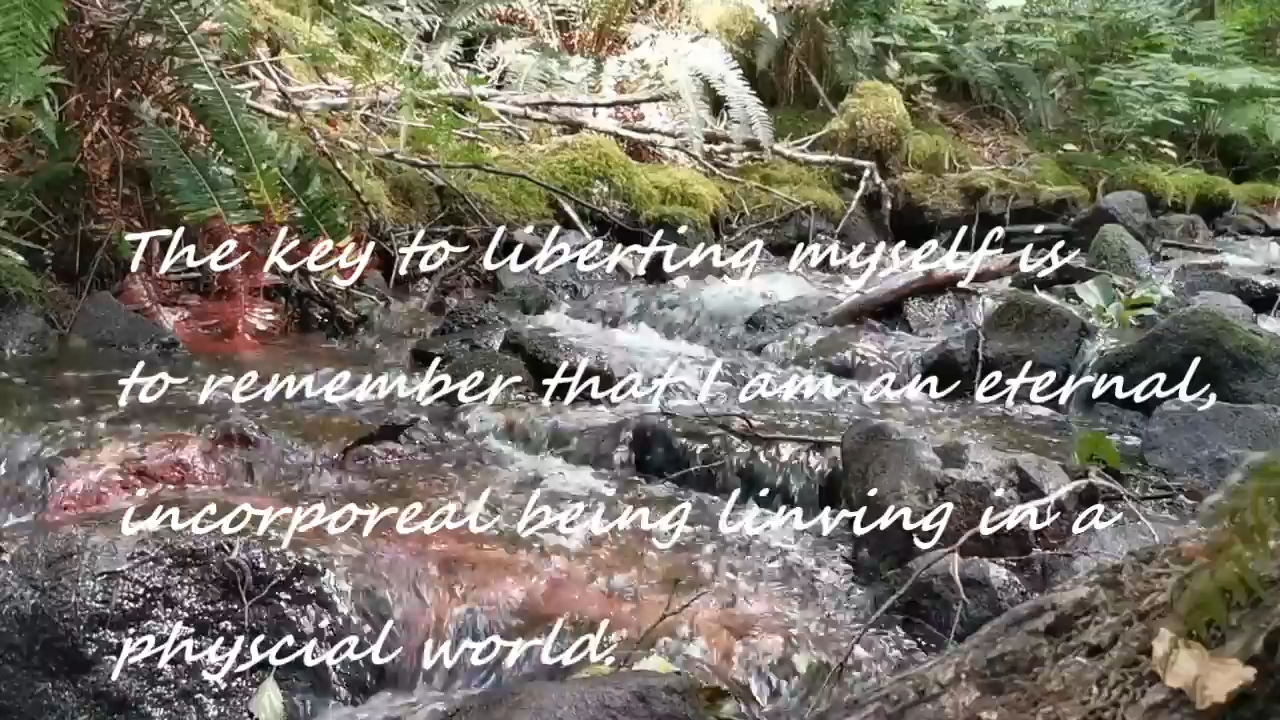 The key to liberting myself is
to remember that I am an eternal,
incorporeal being linving in a
physcial world.